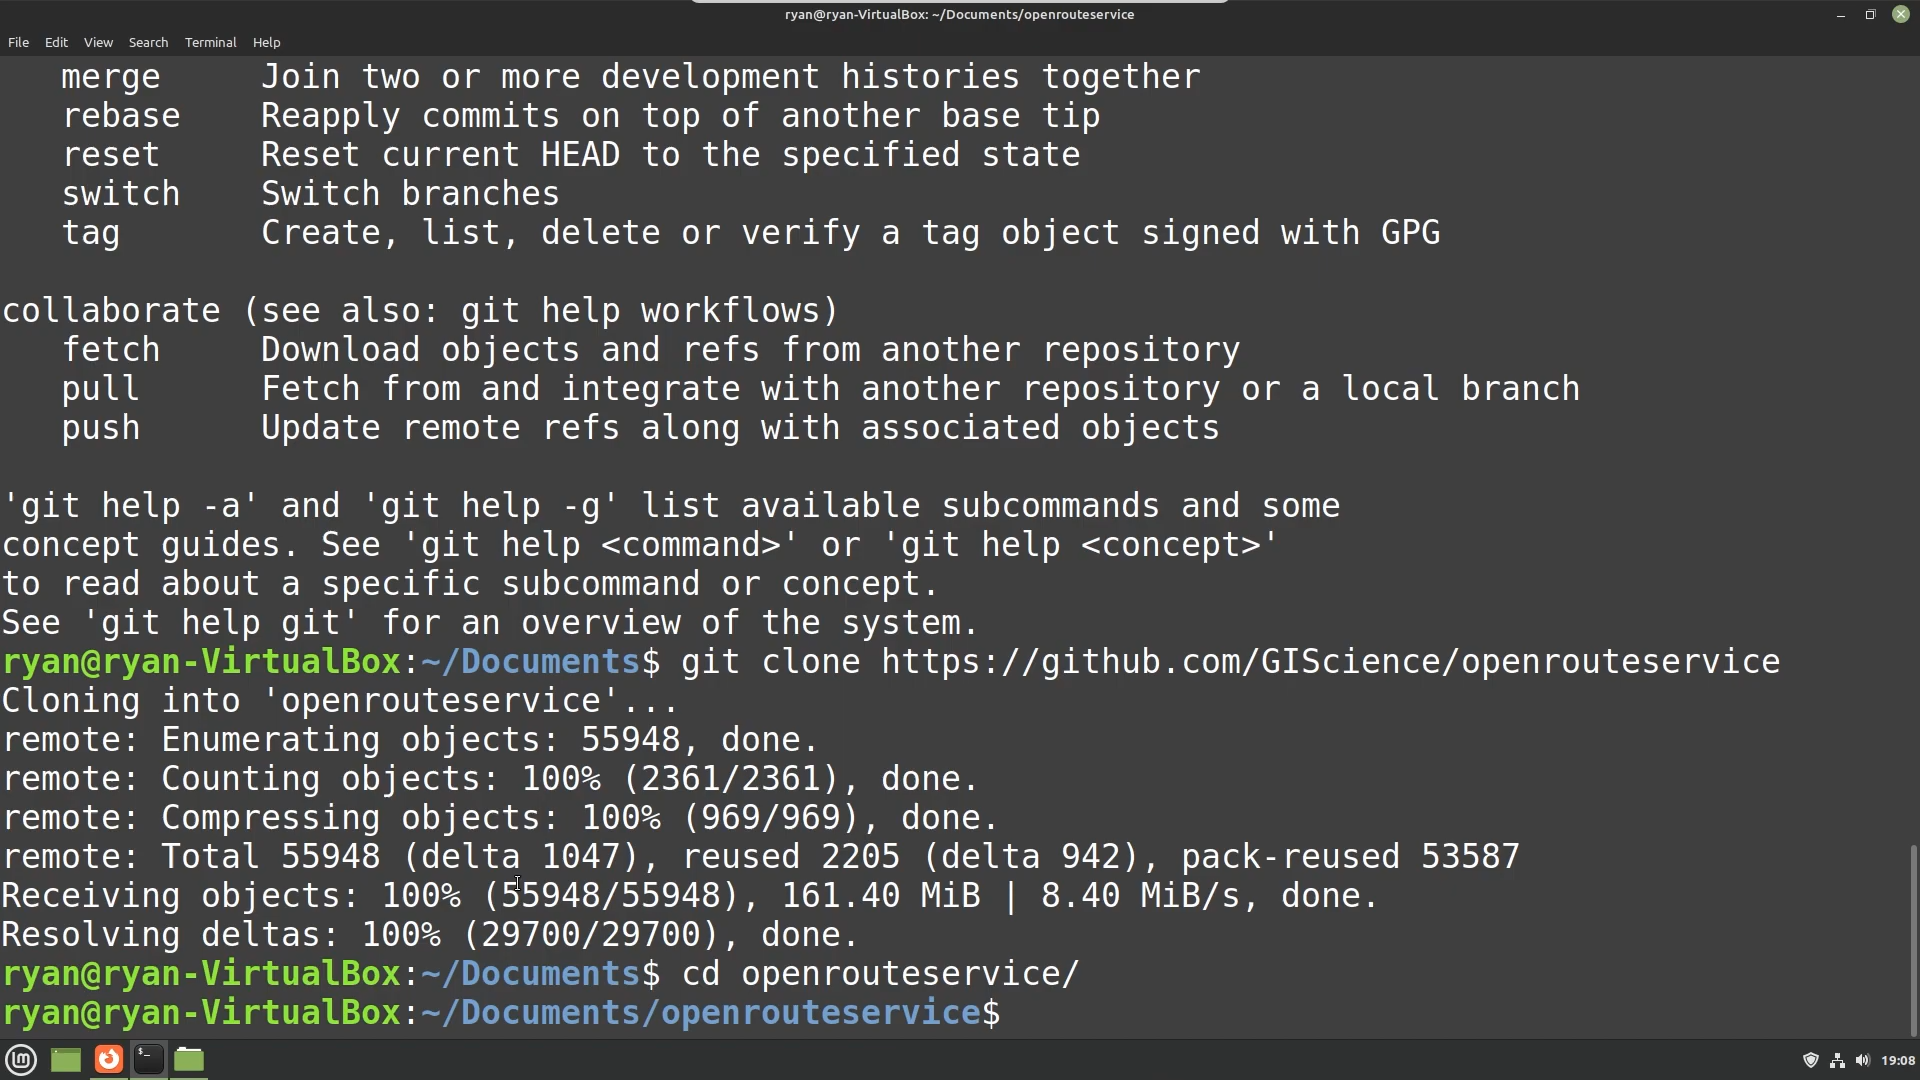 ryan@ryan-VirtualBox: ~/Documents/openrouteservice
File Edit View Search Terminal Help
merge     Join two or more development histories together
rebase    Reapply commits on top of another base tip
reset     Reset current HEAD to the specified state
switch    Switch branches
tag       Create, list, delete or verify a tag object signed with GPG
collaborate (see also: git help workflows)
fetch     Download objects and refs from another repository
pull      Fetch from and integrate with another repository or a local branch
push      Update remote refs along with associated objects
'git help -a' and 'git help -g' list available subcommands and some
concept guides. See 'git help <command>' or 'git help <concept>'
to read about a specific subcommand or concept.
See 'git help git' for an overview of the system.
ryan@ryan-VirtualBox:~/Documents$ git clone https://github.com/GIScience/openrouteservice
Cloning into 'openrouteservice'...
remote: Enumerating objects: 55948, done.
remote: Counting objects: 100% (2361/2361), done.
remote: Compressing objects: 100% (969/969), done.
remote: Total 55948 (delta 1047), reused 2205 (delta 942), pack-reused 53587
Receiving objects: 100% (55948/55948), 161.40 MiB | 8.40 MiB/s, done.
Resolving deltas: 100% (29700/29700), done.
ryan@ryan-VirtualBox:~/Documents$ cd openrouteservice/
ryan@ryan-VirtualBox:~/Documents/openrouteservice$
19:08